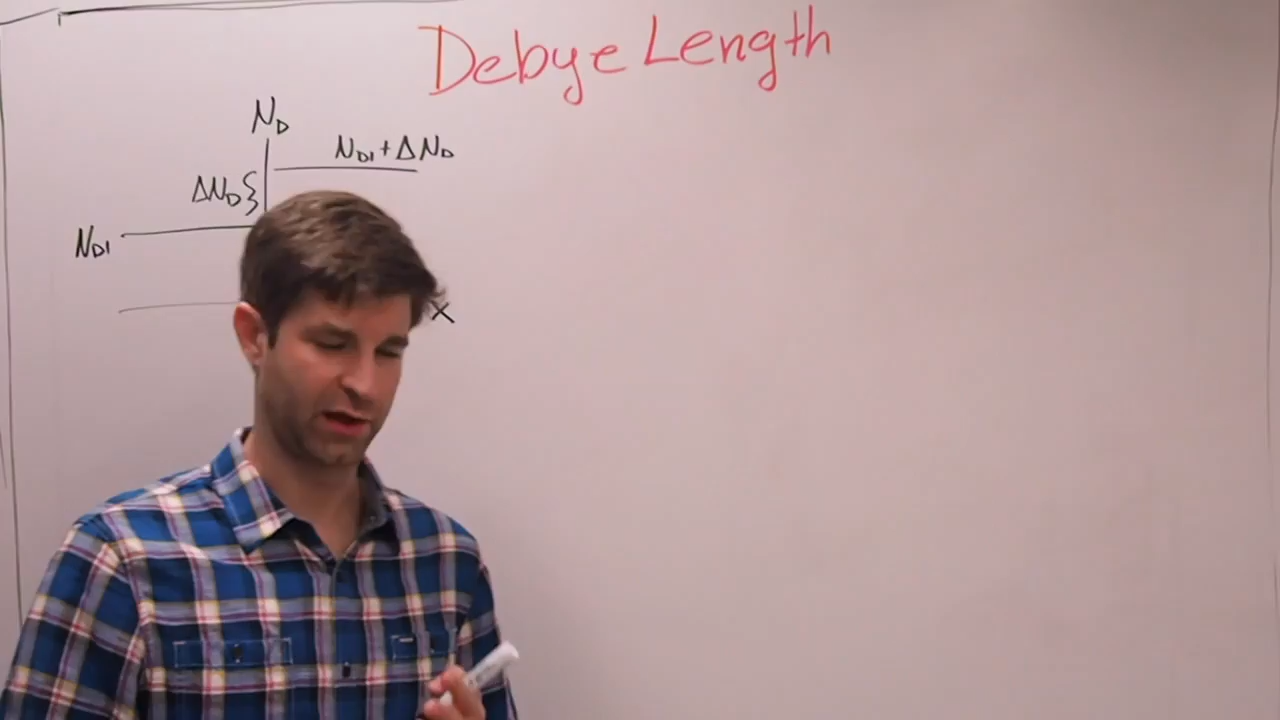 Debye Length
N_D
N_D1 + ΔN_D
ΔN_D {
N_D1
x